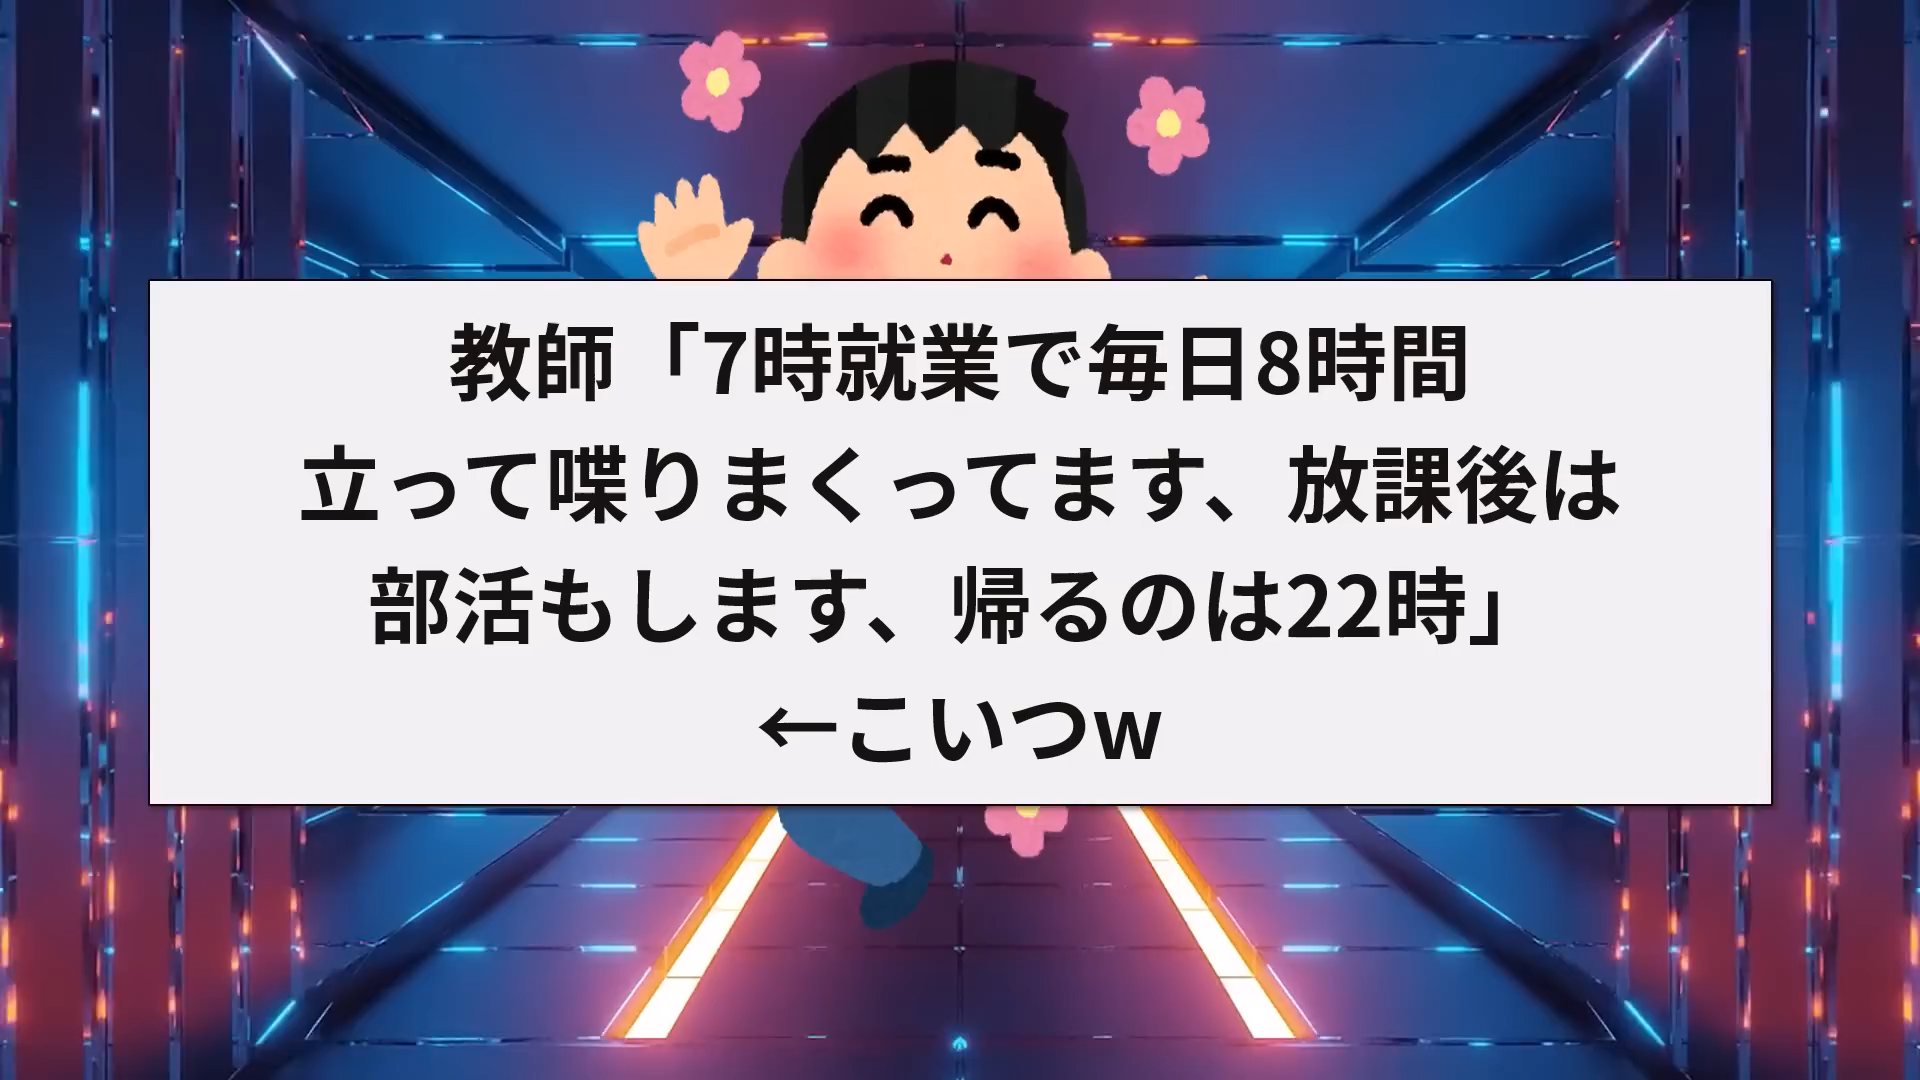 教師「7時就業で毎日8時間
立って喋りまくってます、放課後は
部活もします、帰るのは22時」
←こいつw